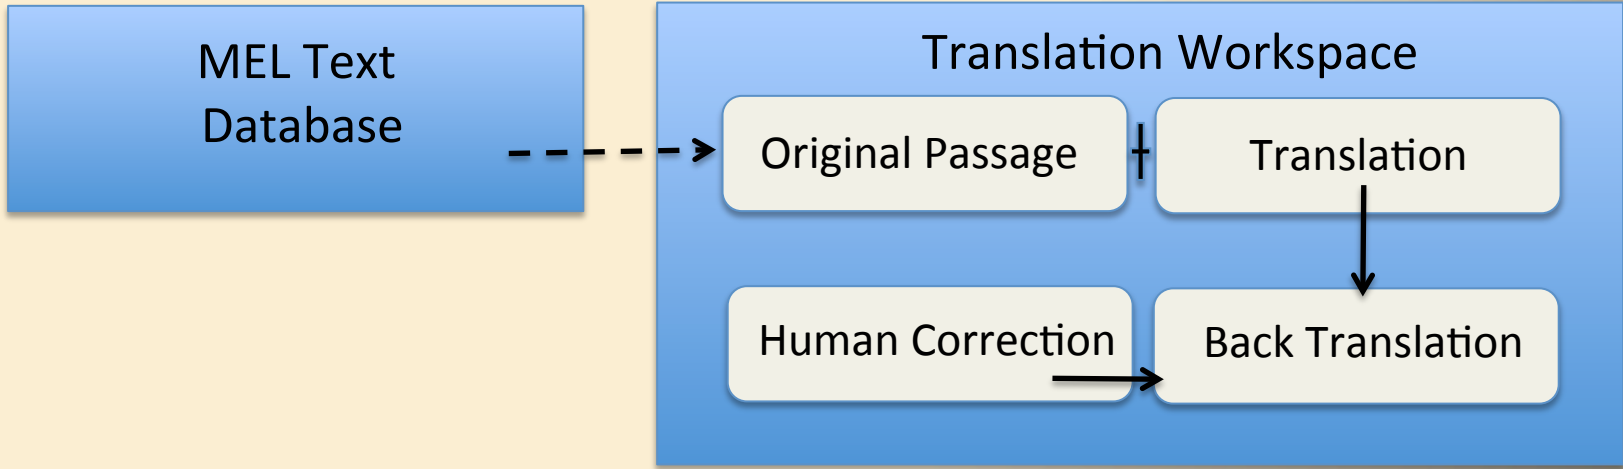 MEL Text
Database
Translation Workspace
Original Passage
Translation
Human Correction
Back Translation